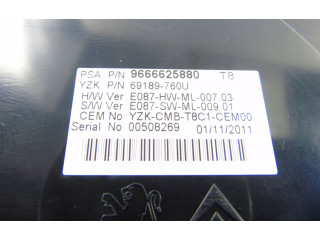 PSA P/N 9666625880 T8
YZK P/N 69189-760U
H/W Ver E087-HW-ML-007.03
S/W Ver E087-SW-ML-009.01
CEM No YZK-CMB-T8C1-CEM00
Serial No 00508269 01/11/2011